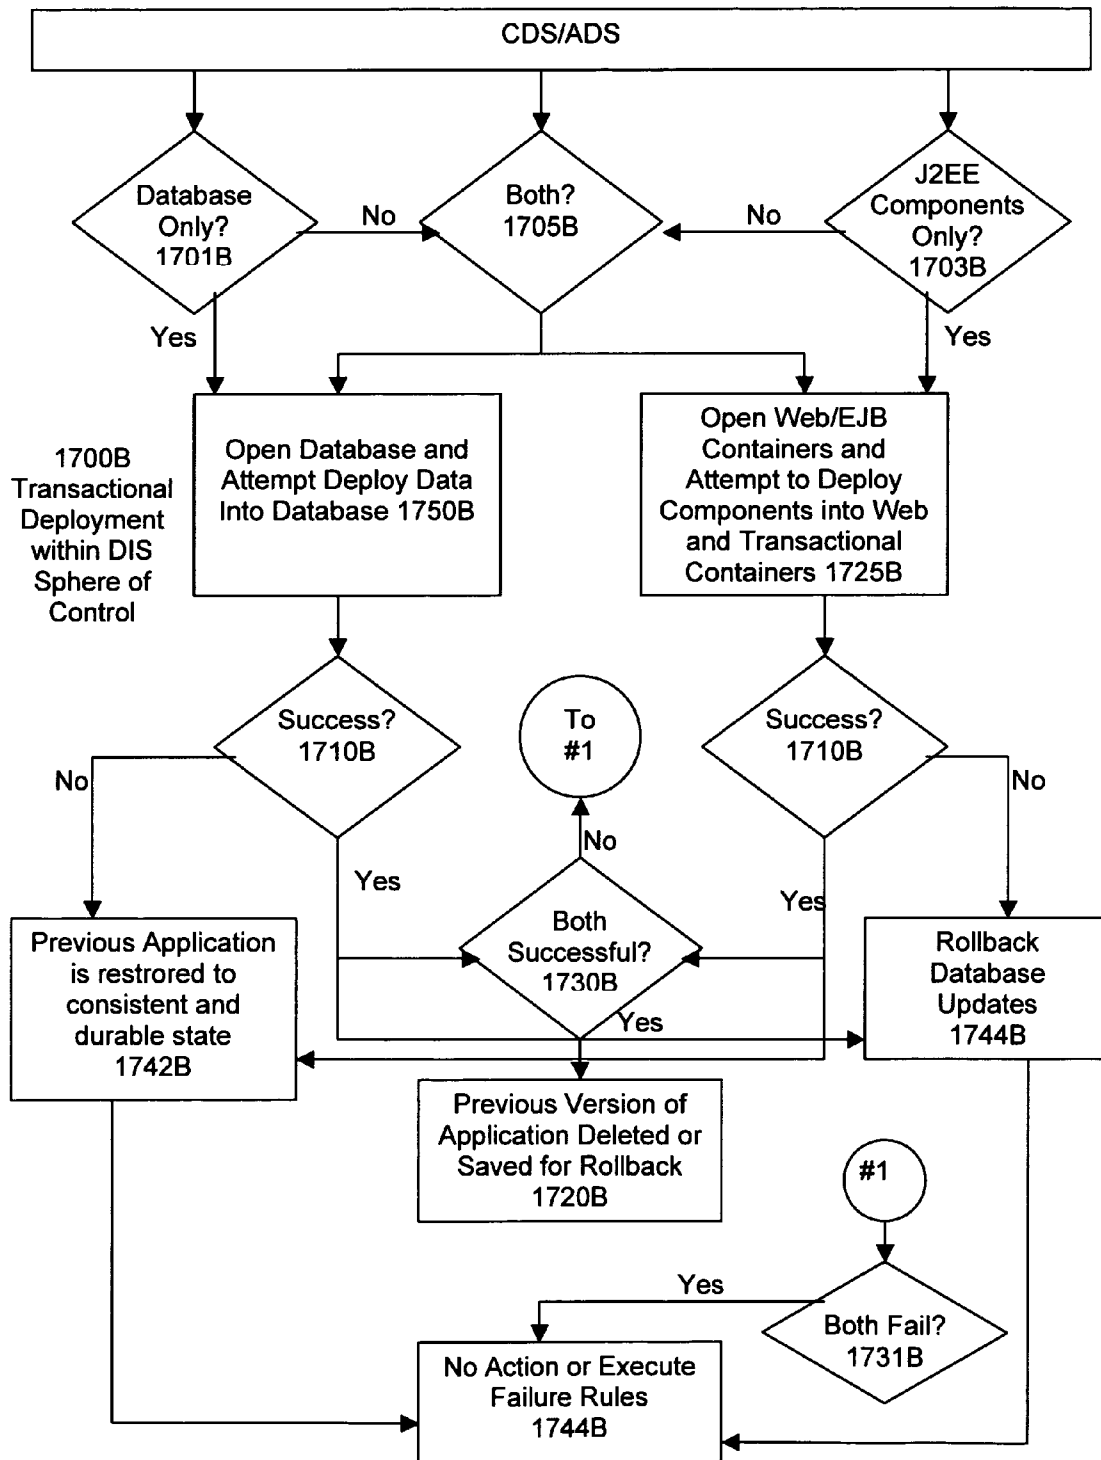 CDS/ADS
Database
Only?
1701B
No
Both?
1705B
No
J2EE
Components
Only?
1703B
Yes
Yes
1700B
Transactional
Deployment
within DIS
Sphere of
Control
Open Database and
Attempt Deploy Data
Into Database 1750B
Open Web/EJB
Containers and
Attempt to Deploy
Components into Web
and Transactional
Containers 1725B
Success?
1710B
To
#1
Success?
1710B
No
No
No
Yes
Yes
Both
Successful?
1730B
Yes
Previous Application
is restrored to
consistent and
durable state
1742B
Rollback
Database
Updates
1744B
Previous Version of
Application Deleted or
Saved for Rollback
1720B
#1
Yes
Both Fail?
1731B
No Action or Execute
Failure Rules
1744B